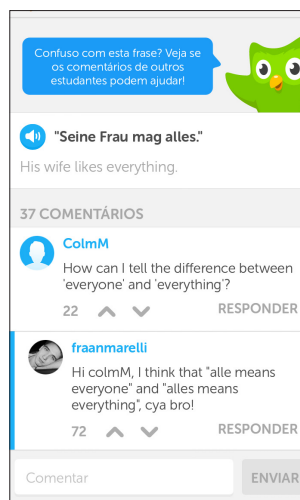 Confuso com esta frase? Veja se
os comentários de outros
estudantes podem ajudar!
"Seine Frau mag alles."
His wife likes everything.
37 COMENTÁRIOS
ColmM
How can I tell the difference between
'everyone' and 'everything'?
22
RESPONDER
fraanmarelli
Hi colmM, I think that "alle means
everyone" and "alles means
everything", cya bro!
72
RESPONDER
Comentar
ENVIAR